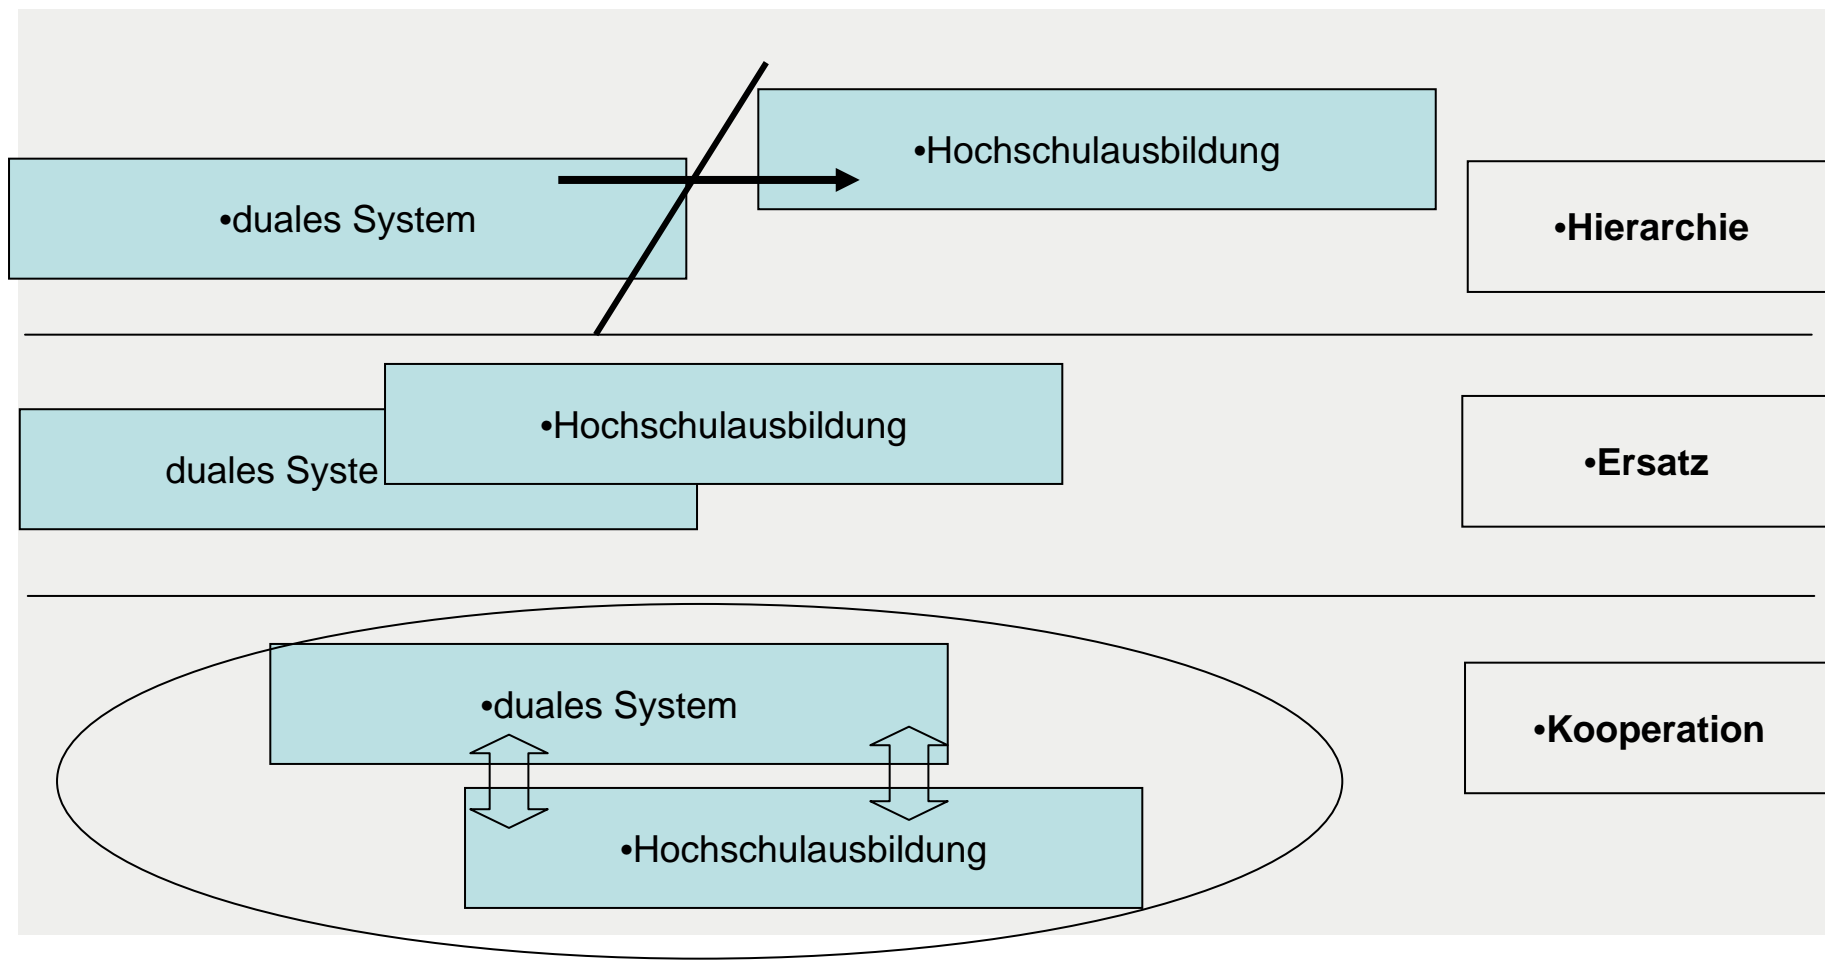 •Hochschulausbildung
•duales System
•Hierarchie
•Hochschulausbildung
duales Syste
•Ersatz
•duales System
•Kooperation
•Hochschulausbildung